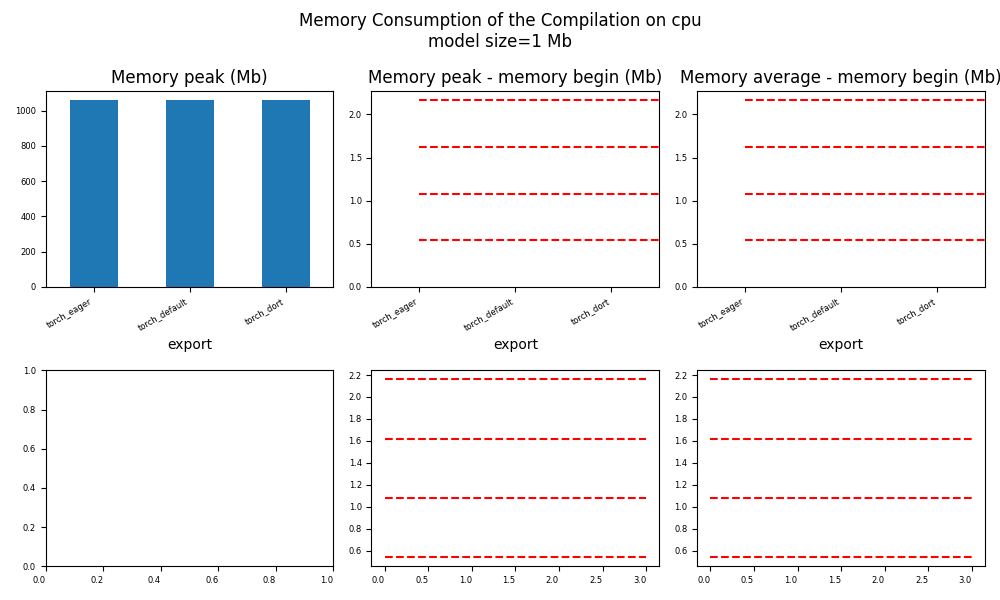 Memory Consumption of the Compilation on cpu
model size=1 Mb
Memory peak (Mb)
1000
800
600
400
200
0
torch_eager
torch_default
torch_dort
export
Memory peak - memory begin (Mb)
2.0
1.5
1.0
0.5
0.0
torch_eager
torch_default
torch_dort
export
Memory average - memory begin (Mb)
2.0
1.5
1.0
0.5
0.0
torch_eager
torch_default
torch_dort
export
1.0
0.8
0.6
0.4
0.2
0.0
0.0 0.2 0.4 0.6 0.8 1.0
2.2
2.0
1.8
1.6
1.4
1.2
1.0
0.8
0.6
0.0 0.5 1.0 1.5 2.0 2.5 3.0
2.2
2.0
1.8
1.6
1.4
1.2
1.0
0.8
0.6
0.0 0.5 1.0 1.5 2.0 2.5 3.0